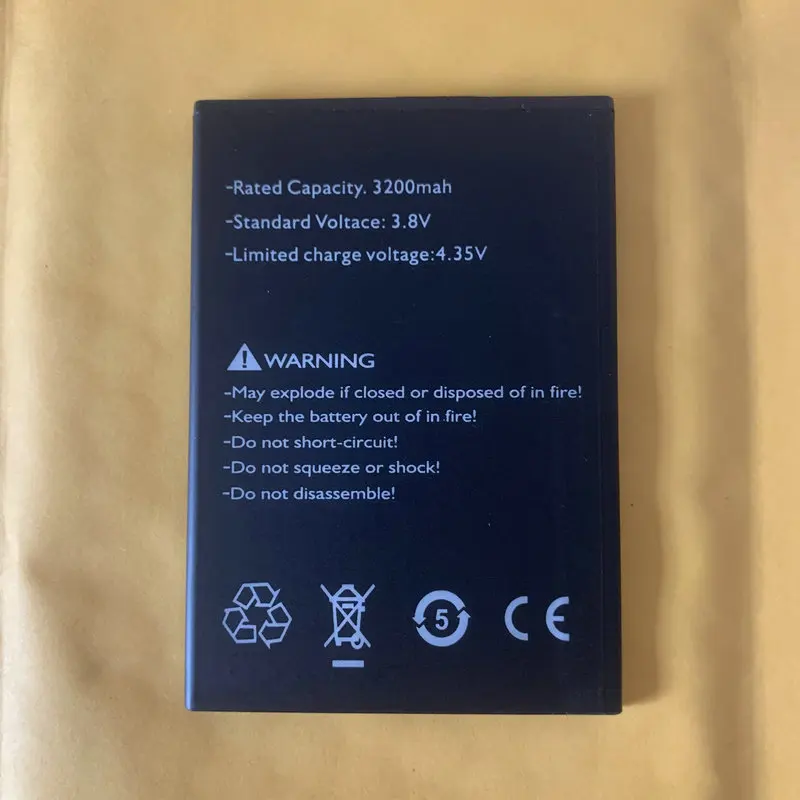 -Rated Capacity. 3200mah
-Standard Voltace: 3.8V
-Limited charge voltage:4.35V
WARNING
-May explode if closed or disposed of in fire!
-Keep the battery out of in fire!
-Do not short-circuit!
-Do not squeeze or shock!
-Do not disassemble!
5 CE